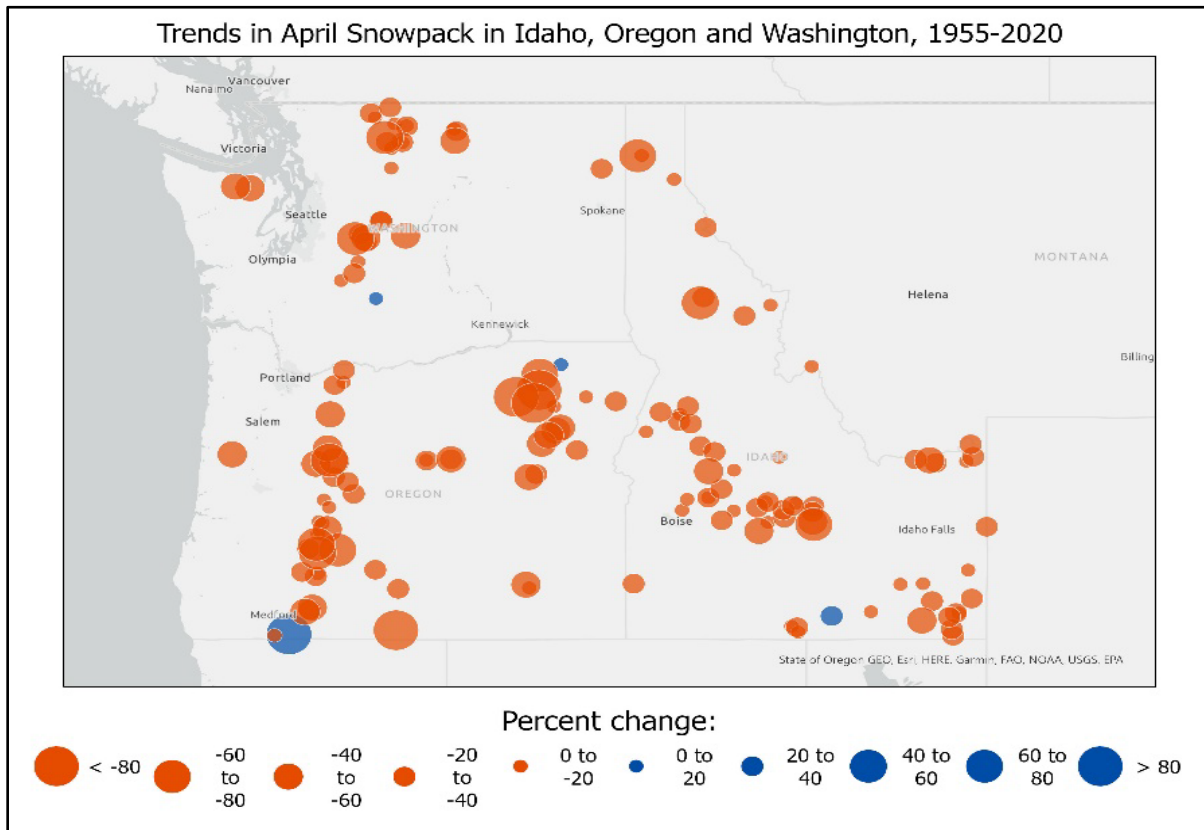 Trends in April Snowpack in Idaho, Oregon and Washington, 1955-2020
Vancouver
Nanaimo
Victoria
Seattle
WASHINGTON
Spokane
Olympia
MONTANA
Helena
Kennewick
Billing
Portland
Salem
IDAHO
OREGON
Boise
Idaho Falls
Medford
State of Oregon GEO, Esri, HERE, Garmin, FAO, NOAA, USGS, EPA
Percent change:
< -80
-60
to
-80
-40
to
-60
-20
to
-40
0 to
-20
0 to
20
20 to
40
40 to
60
60 to
80
> 80